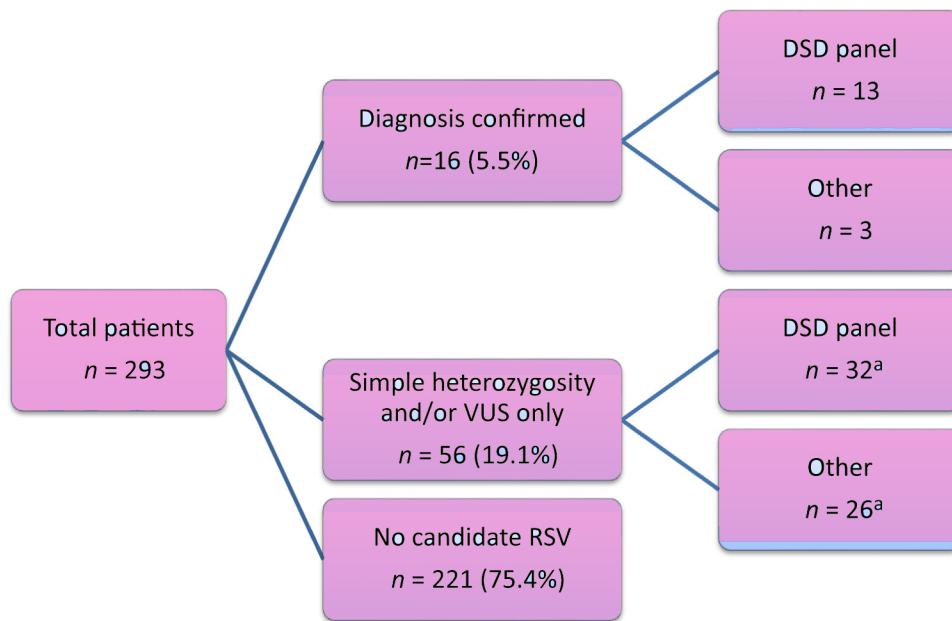 Total patients
n = 293
Diagnosis confirmed
n=16 (5.5%)
DSD panel
n = 13
Other
n = 3
Simple heterozygosity
and/or VUS only
n = 56 (19.1%)
DSD panel
n = 32ᵃ
Other
n = 26ᵃ
No candidate RSV
n = 221 (75.4%)